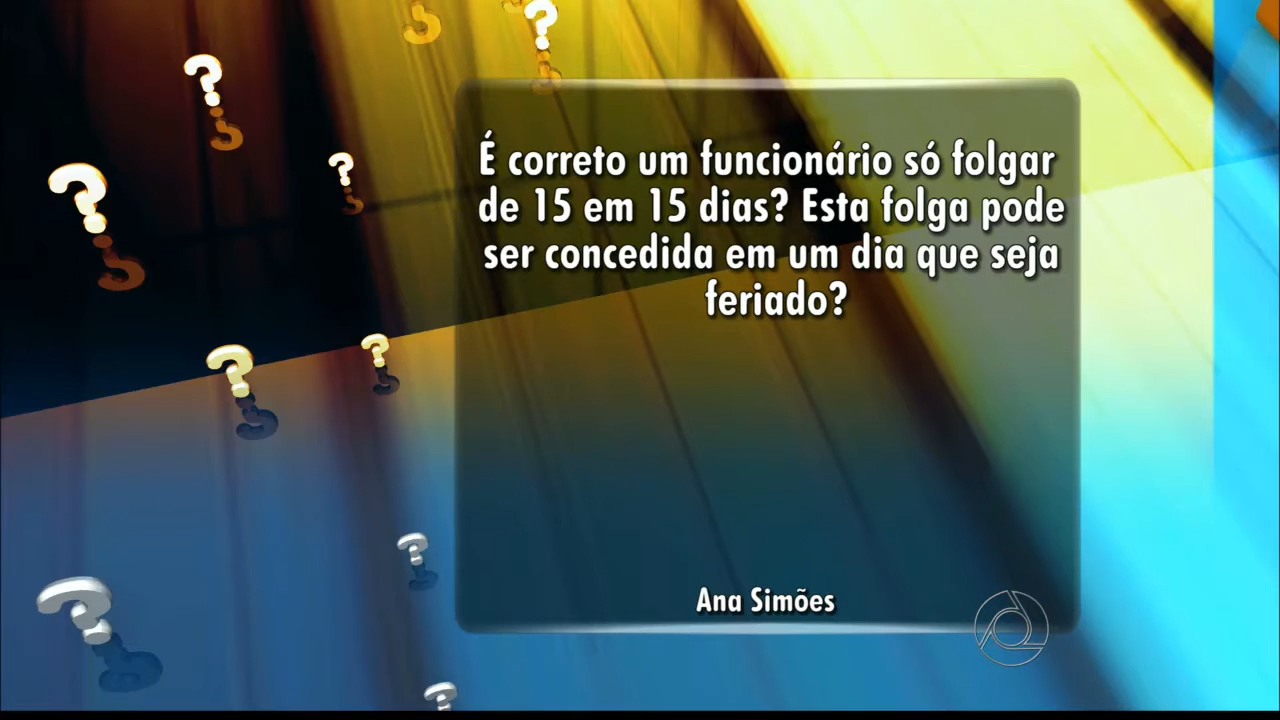 É correto um funcionário só folgar
de 15 em 15 dias? Esta folga pode
ser concedida em um dia que seja
feriado?
Ana Simões